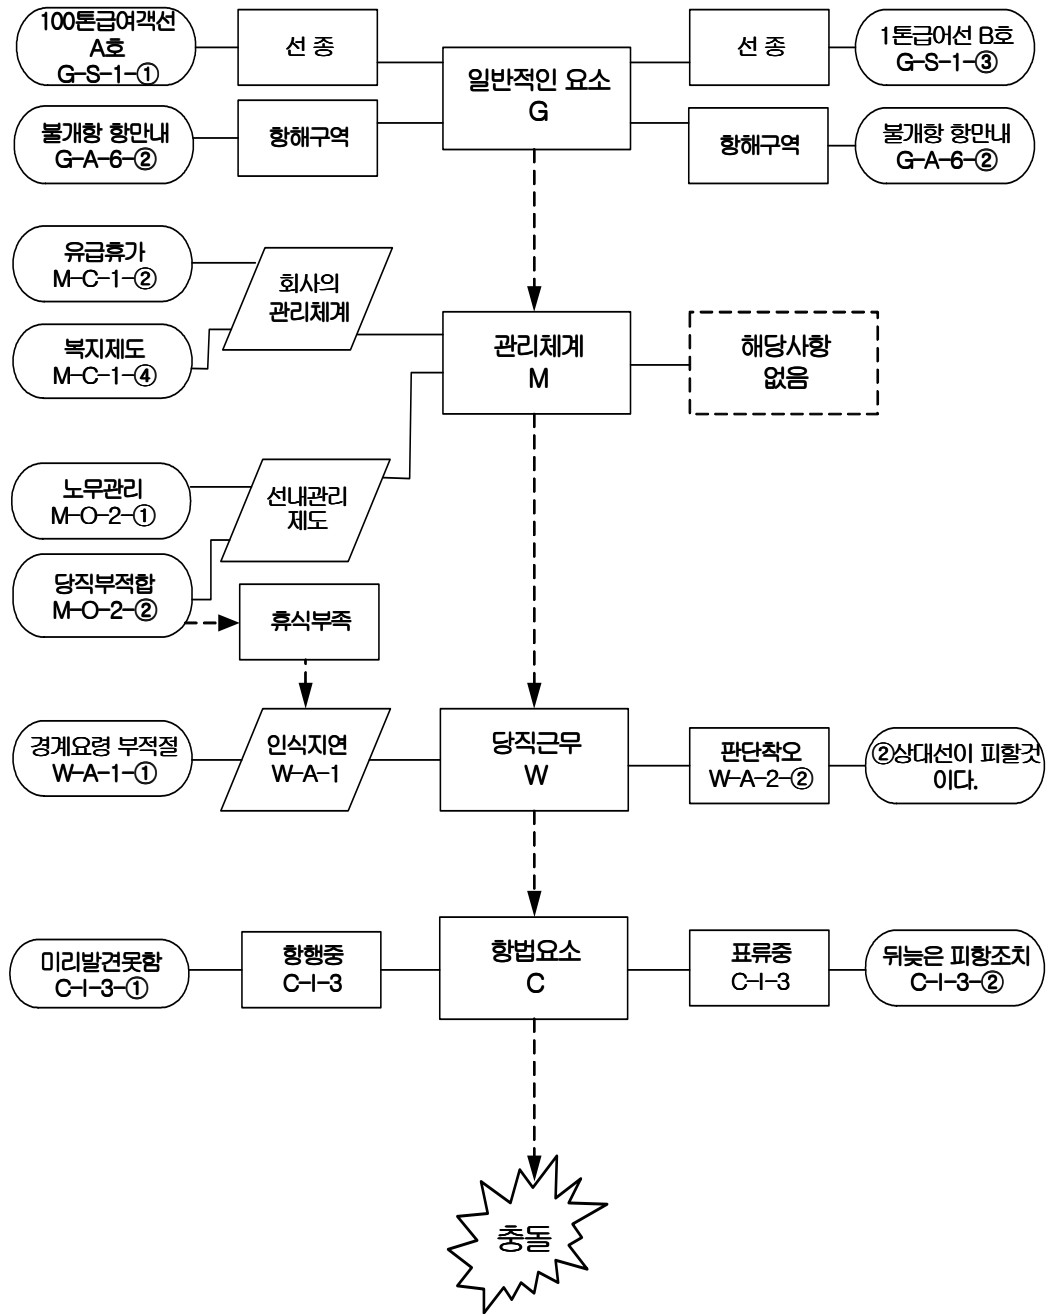 100톤급여객선
A호
G-S-1-①
선 종
일반적인 요소
G
선 종
1톤급어선 B호
G-S-1-③
불개항 항만내
G-A-6-②
항해구역
항해구역
불개항 항만내
G-A-6-②
유급휴가
M-C-1-②
회사의
관리체계
복지제도
M-C-1-④
관리체계
M
해당사항
없음
노무관리
M-O-2-①
선내관리
제도
당직부적합
M-O-2-②
휴식부족
경계요령 부적절
W-A-1-①
인식지연
W-A-1
당직근무
W
판단착오
W-A-2-②
②상대선이 피할것
이다.
미리발견못함
C-I-3-①
항행중
C-I-3
항법요소
C
표류중
C-I-3
뒤늦은 피항조치
C-I-3-②
충돌